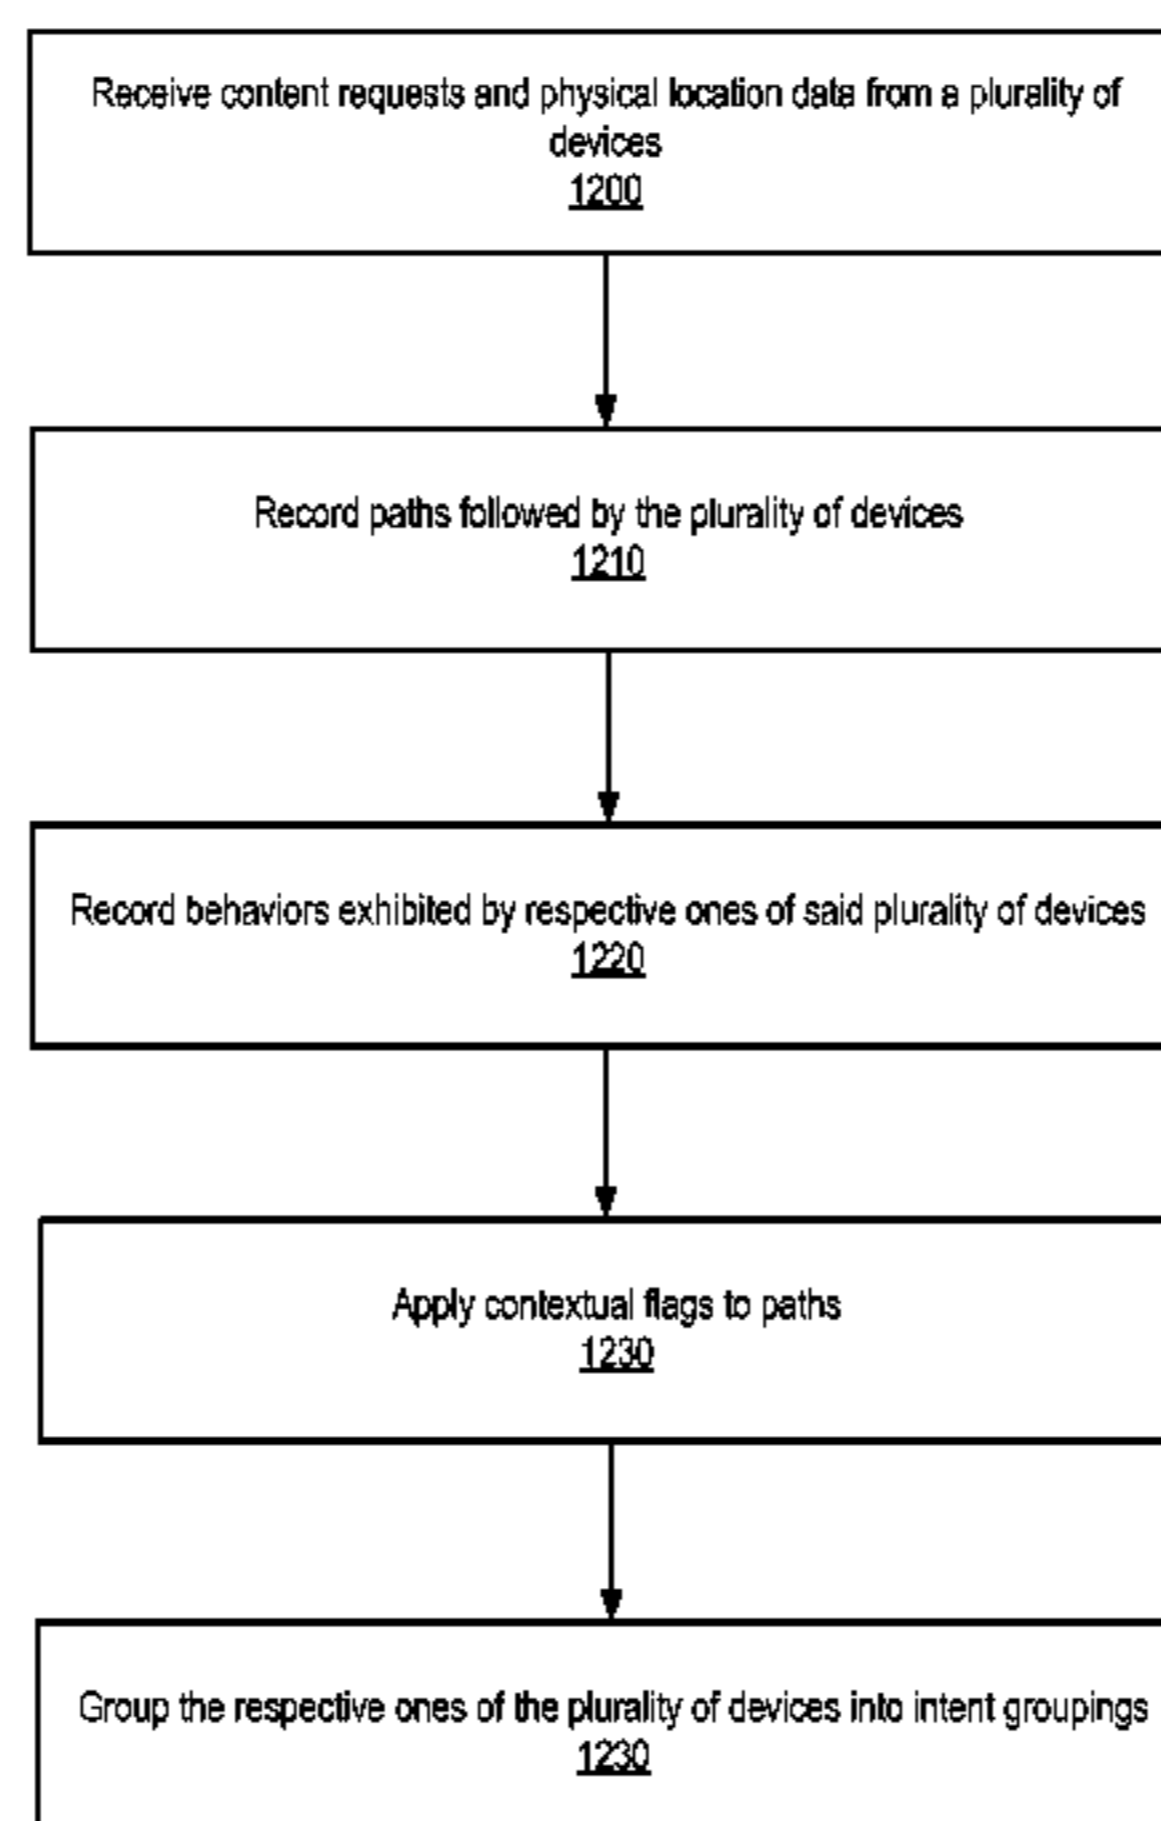 Receive content requests and physical location data from a plurality of
devices
1200
Record paths followed by the plurality of devices
1210
Record behaviors exhibited by respective ones of said plurality of devices
1220
Apply contextual flags to paths
1230
Group the respective ones of the plurality of devices into intent groupings
1230